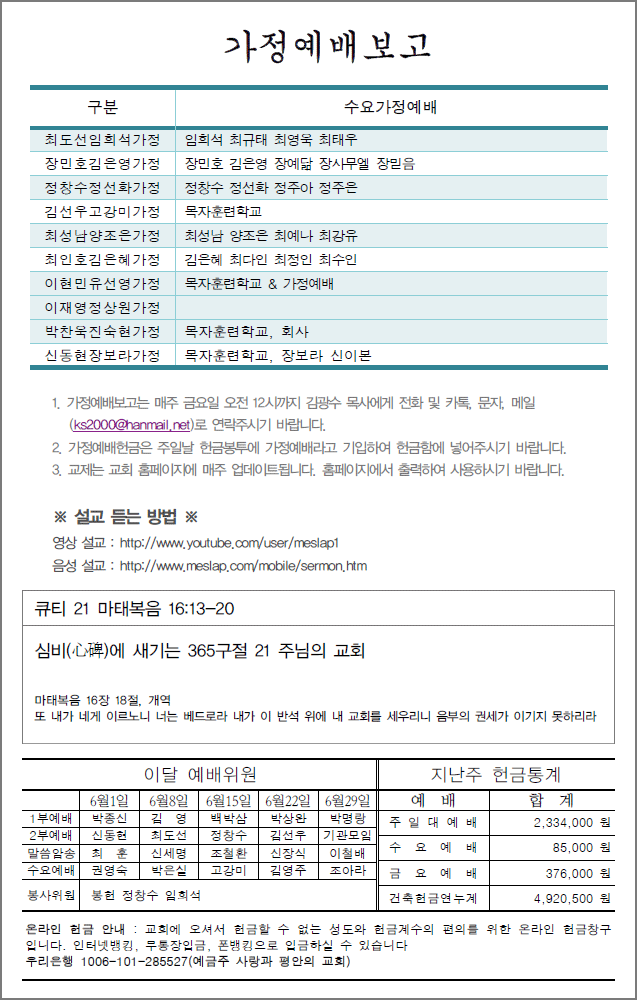 가정예배보고
구분 수요가정예배
최도선임희석가정 임희석 최규태 최영욱 최태우
장민호김은영가정 장민호 김은영 장예닮 장사무엘 장믿음
정창수정선화가정 정창수 정선화 정주아 정주은
김선우고강미가정 목자훈련학교
최성남양조은가정 최성남 양조은 최예나 최강유
최인호김은혜가정 김은혜 최다인 최정인 최수인
이현민유선영가정 목자훈련학교 & 가정예배
이재영정상원가정
박찬욱진숙현가정 목자훈련학교, 회사
신동현장보라가정 목자훈련학교, 장보라 신이본
1. 가정예배보고는 매주 금요일 오전 12시까지 김광수 목사에게 전화 및 카톡, 문자, 메일
(ks2000@hanmail.net)로 연락주시기 바랍니다.
2. 가정예배헌금은 주일날 헌금봉투에 가정예배라고 기입하여 헌금함에 넣어주시기 바랍니다.
3. 교제는 교회 홈페이지에 매주 업데이트됩니다. 홈페이지에서 출력하여 사용하시기 바랍니다.
※ 설교 듣는 방법 ※
영상 설교 : http://www.youtube.com/user/meslap1
음성 설교 : http://www.meslap.com/mobile/sermon.htm
큐티 21 마태복음 16:13-20
심비(心碑)에 새기는 365구절 21 주님의 교회
마태복음 16장 18절, 개역
또 내가 네게 이르노니 너는 베드로라 내가 이 반석 위에 내 교회를 세우리니 음부의 권세가 이기지 못하리라
이달 예배위원
6월1일 6월8일 6월15일 6월22일 6월29일
1부예배 박종신 김 영 백박삼 박상완 박명랑
2부예배 신동현 최도선 정창수 김선우 기관모임
말씀암송 최 훈 신세명 조철환 신장식 이철배
수요예배 권영숙 박은실 고강미 김영주 조아라
봉사위원 봉헌 정창수 임희석
지난주 헌금통계
예 배 합 계
주 일 대 예 배 2,334,000 원
수 요 예 배 85,000 원
금 요 예 배 376,000 원
건축헌금연누계 4,920,500 원
온라인 헌금 안내 : 교회에 오셔서 헌금할 수 없는 성도와 헌금계수의 편의를 위한 온라인 헌금창구
입니다. 인터넷뱅킹, 무통장입금, 폰뱅킹으로 입금하실 수 있습니다
우리은행 1006-101-285527(예금주 사랑과 평안의 교회)